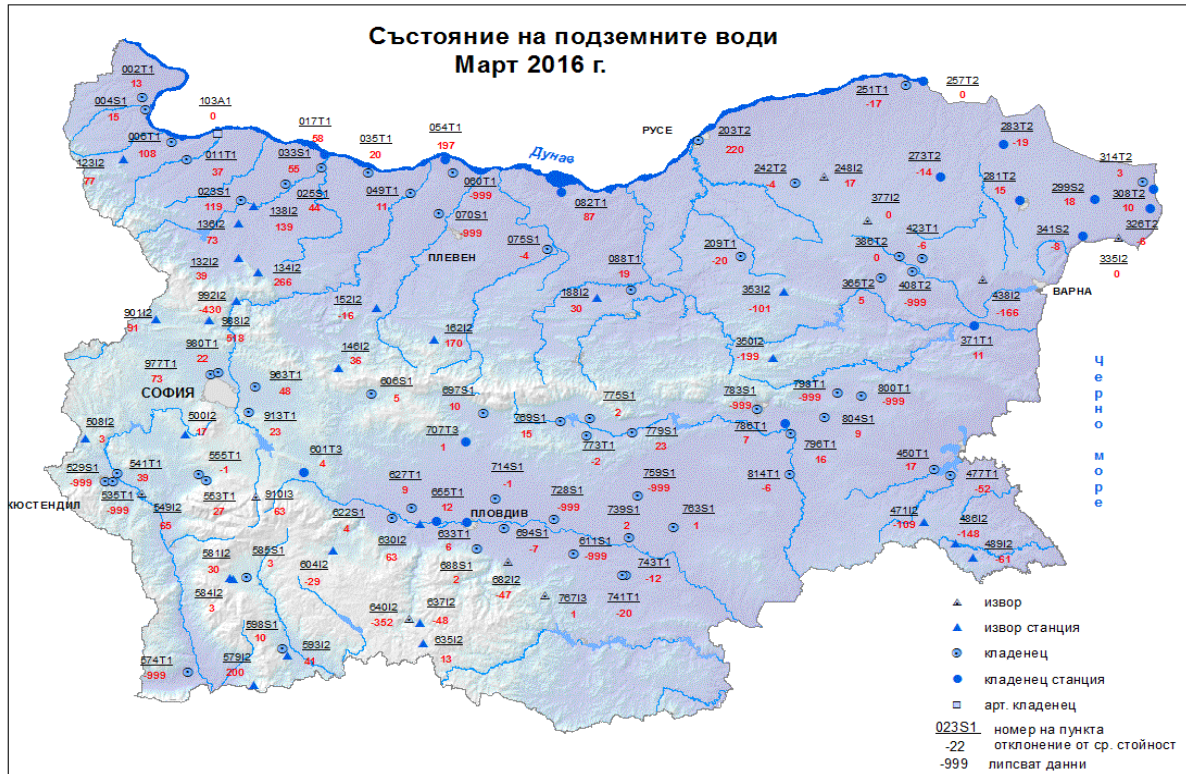 Състояние на подземните води
Март 2016 г.
002T1
13
004S1
15
103A1
0
006T1
108
123I2
77
011T1
37
017T1
58
033S1
55
035T1
20
054T1
197
023S1
119
025S1
44
049T1
11
060T1
-999
138I2
139
136I2
73
070S1
-999
082T1
87
ПЛЕВЕН
075S1
-4
132I2
39
134I2
266
088T1
19
992I2
-430
152I2
-16
188I2
30
901I2
91
988I2
518
162I2
170
980T1
22
146I2
36
977T1
73
963T1
48
606S1
5
697S1
10
СОФИЯ
Дунав
РУСЕ
203T2
220
251T1
-17
257T2
0
283T2
-19
242T2
-4
248I2
17
273T2
-14
314T2
3
281T2
15
299S2
18
308T2
10
377I2
0
326T2
-6
386T2
0
423T1
-6
341S2
-8
335I2
0
209T1
-20
365T2
5
408T2
-999
438I2
-166
ВАРНА
353I2
-101
350I2
-199
371T1
11
Черно море
775S1
2
769S1
15
773T1
-2
779S1
23
783S1
-999
793T1
-999
800T1
-999
786T1
7
804S1
9
796T1
16
508I2
3
500I2
17
913T1
23
707T3
1
601T3
4
529S1
-999
541T1
39
555T1
-1
535T1
-999
КЮСТЕНДИЛ
549I2
65
553T1
27
910I3
63
627T1
9
655T1
12
714S1
-1
728S1
-999
759S1
-999
814T1
-6
450T1
17
477T1
-52
622S1
4
ПЛОВДИВ
739S1
2
763S1
1
471I2
-109
486I2
-148
489I2
-61
630I2
63
633T1
6
694S1
-7
611S1
-999
581I2
30
585S1
3
604I2
-29
688S1
2
682I2
-47
743T1
-12
584I2
3
640I2
-352
637I2
-48
767I3
1
741T1
-20
598S1
10
593I2
41
635I2
13
574T1
-999
579I2
200
извор
извор станция
кладенец
кладенец станция
арт. кладенец
023S1 номер на пункта
-22 отклонение от ср. стойност
-999 липсват данни